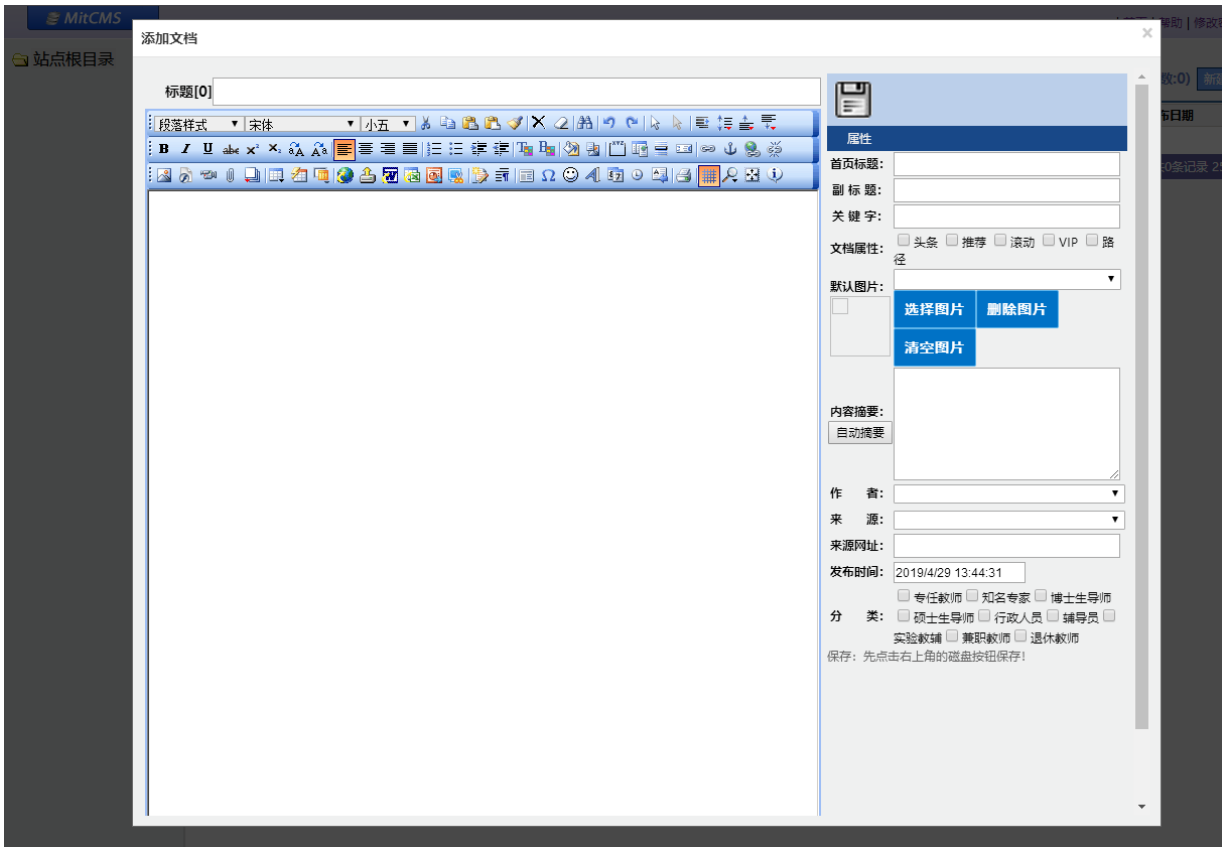 MitCMS
帮助 | 修改
站点根目录
数:0)
布日期
0条记录 25
添加文档
×
标题[0]
段落样式
宋体
小五
B I U abc x² x₂
属性
首页标题:
副 标 题:
关 键 字:
文档属性:
头条 推荐 滚动 VIP 路
径
默认图片:
选择图片 删除图片
清空图片
内容摘要:
自动摘要
作 者:
来 源:
来源网址:
发布时间: 2019/4/29 13:44:31
专任教师 知名专家 博士生导师
分 类: 硕士生导师 行政人员 辅导员
实验教辅 兼职教师 退休教师
保存：先点击右上角的磁盘按钮保存!